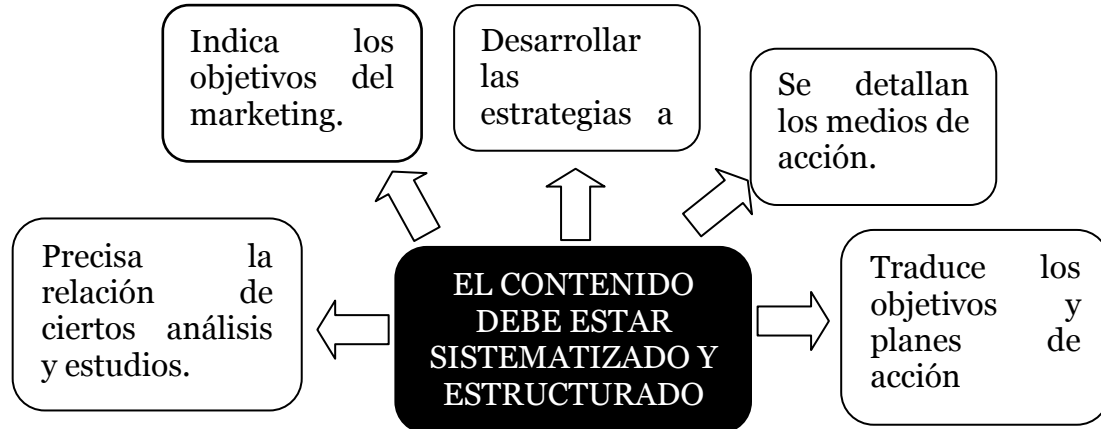 Indica los
objetivos del
marketing.
Desarrollar
las
estrategias a
Se detallan
los medios de
acción.
Precisa la
relación de
ciertos análisis
y estudios.
EL CONTENIDO
DEBE ESTAR
SISTEMATIZADO Y
ESTRUCTURADO
Traduce los
objetivos y
planes de
acción